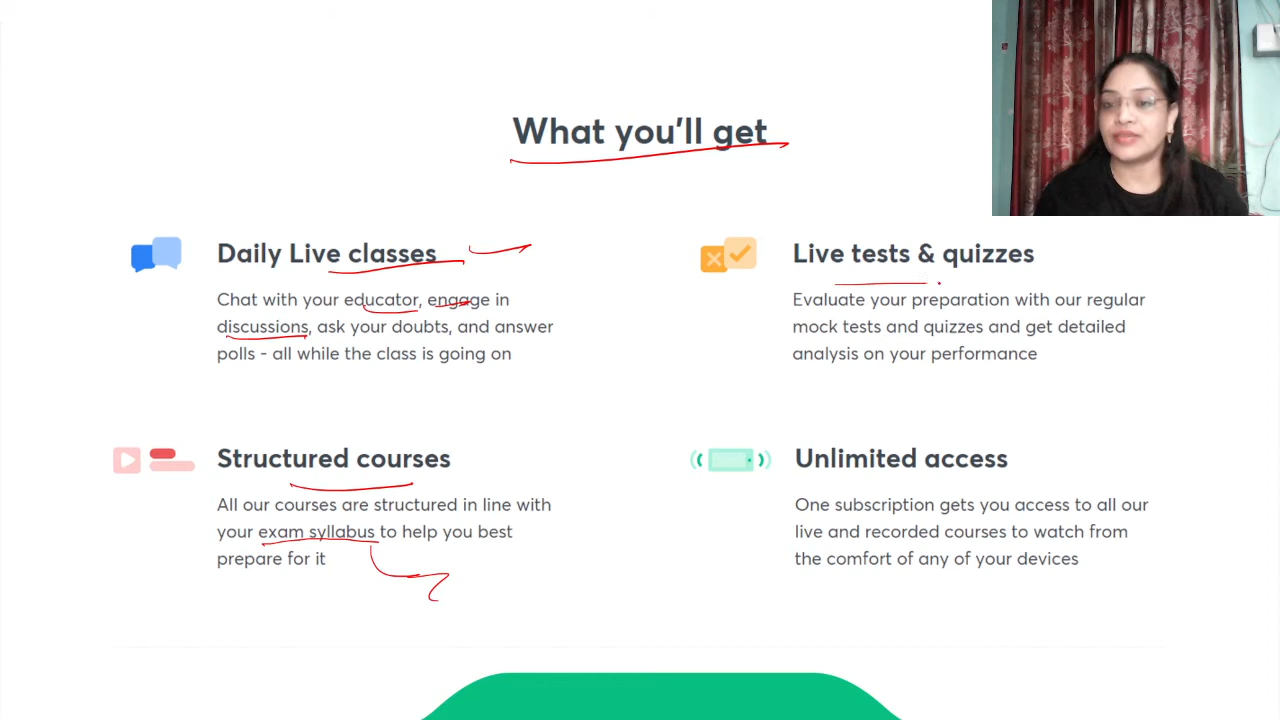 What you'll get
Daily Live classes
Chat with your educator, engage in
discussions, ask your doubts, and answer
polls - all while the class is going on
Live tests & quizzes
Evaluate your preparation with our regular
mock tests and quizzes and get detailed
analysis on your performance
Structured courses
All our courses are structured in line with
your exam syllabus to help you best
prepare for it
Unlimited access
One subscription gets you access to all our
live and recorded courses to watch from
the comfort of any of your devices